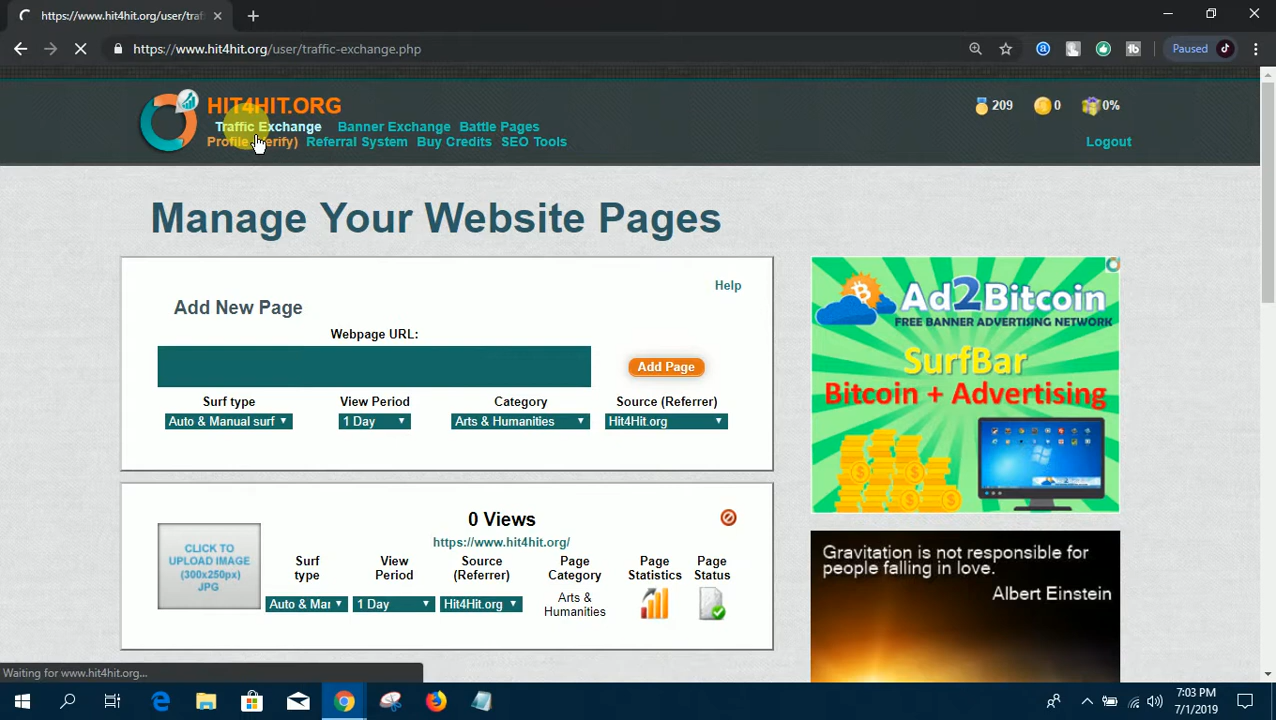 https://www.hit4hit.org/user/traf
https://www.hit4hit.org/user/traffic-exchange.php
Paused
HIT4HIT.ORG
209
0
0%
Traffic Exchange
Banner Exchange
Battle Pages
Profile
Referral System
Buy Credits
SEO Tools
Logout
Manage Your Website Pages
Help
Add New Page
Webpage URL:
Add Page
Surf type
View Period
Category
Source (Referrer)
Auto & Manual surf
1 Day
Arts & Humanities
Hit4Hit.org
0 Views
https://www.hit4hit.org/
CLICK TO
UPLOAD IMAGE
(300x250px)
JPG
Surf
type
View
Period
Source
(Referrer)
Page
Category
Page
Statistics
Page
Status
Auto & Mar
1 Day
Hit4Hit.org
Arts &
Humanities
Ad2Bitcoin
FREE BANNER ADVERTISING NETWORK
SurfBar
Bitcoin + Advertising
Gravitation is not responsible for
people falling in love.
Albert Einstein
Waiting for www.hit4hit.org...
7:03 PM
7/1/2019